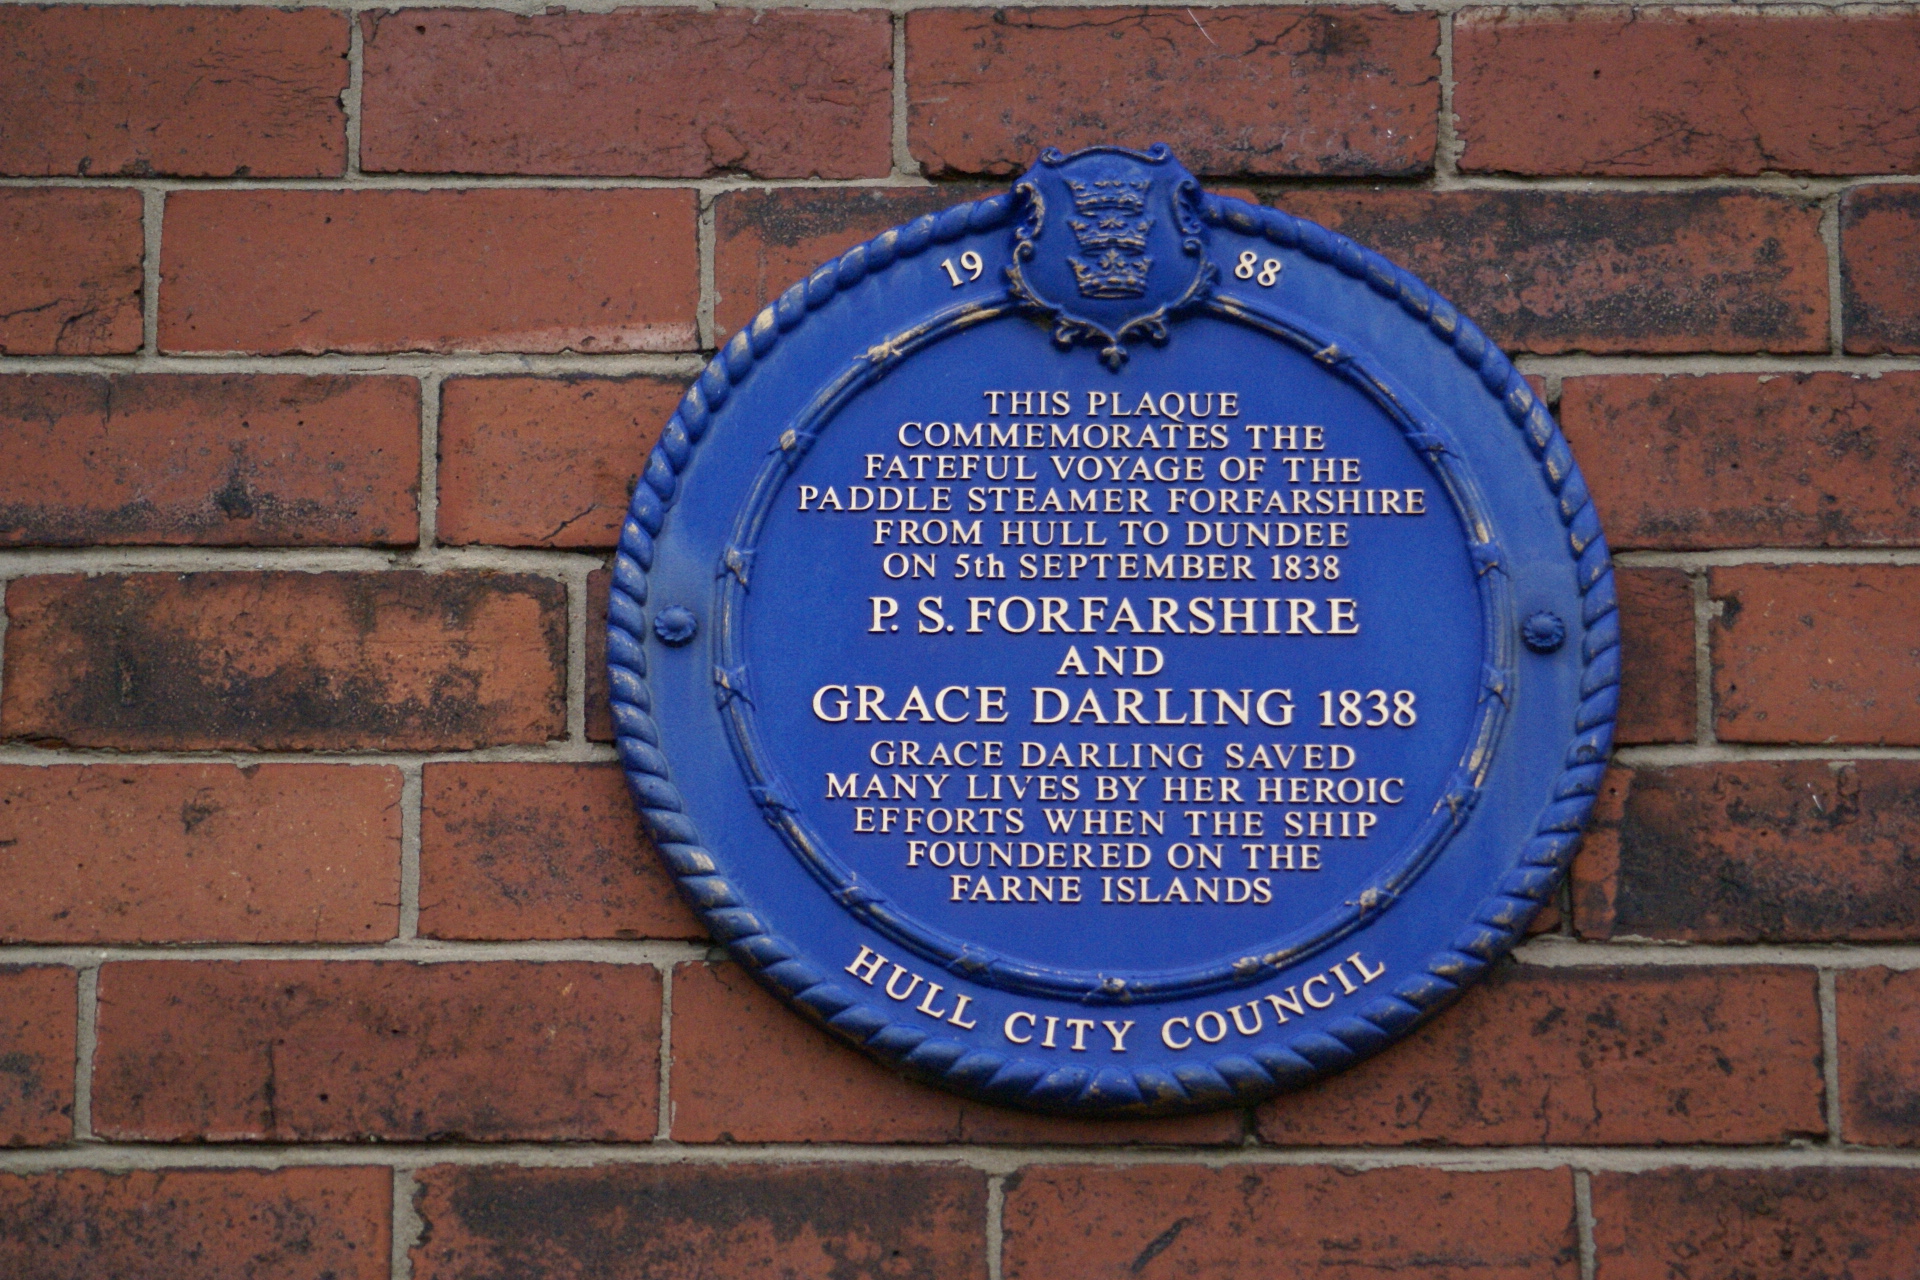 19 88
THIS PLAQUE
COMMEMORATES THE
FATEFUL VOYAGE OF THE
PADDLE STEAMER FORFARSHIRE
FROM HULL TO DUNDEE
ON 5th SEPTEMBER 1838
P. S. FORFARSHIRE
AND
GRACE DARLING 1838
GRACE DARLING SAVED
MANY LIVES BY HER HEROIC
EFFORTS WHEN THE SHIP
FOUNDERED ON THE
FARNE ISLANDS
HULL CITY COUNCIL